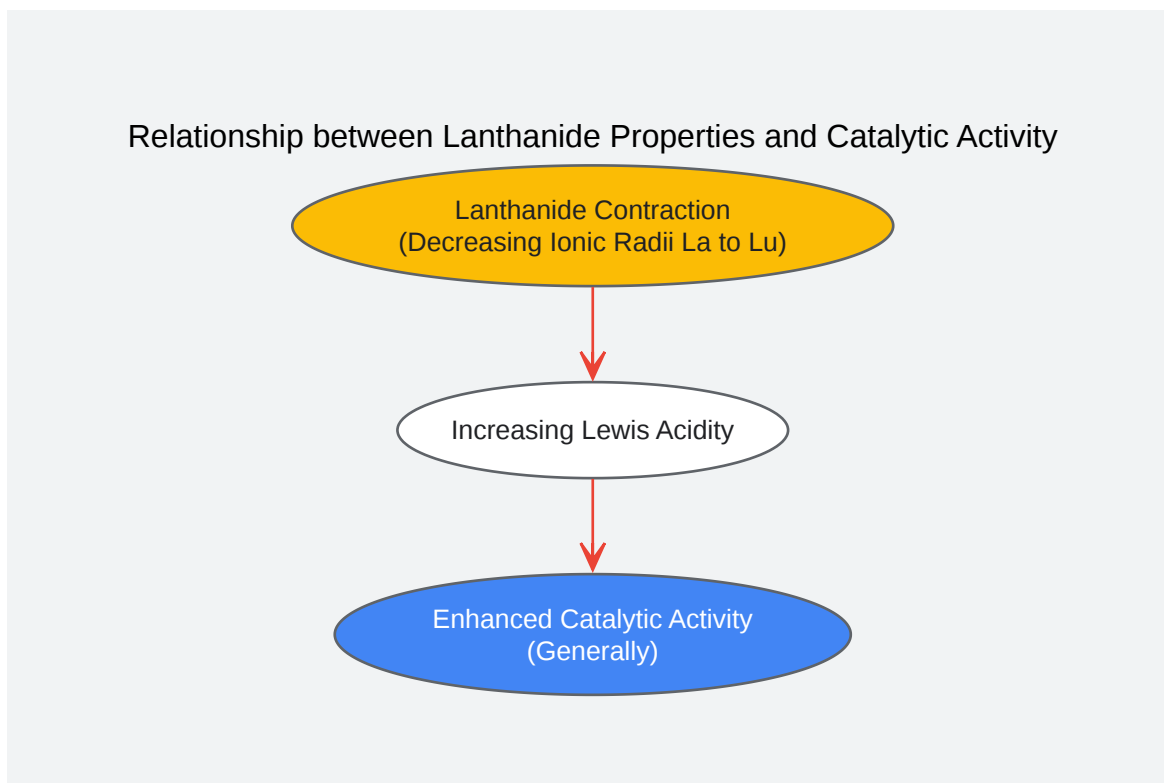 Relationship between Lanthanide Properties and Catalytic Activity
Lanthanide Contraction
(Decreasing Ionic Radii La to Lu)
Increasing Lewis Acidity
Enhanced Catalytic Activity
(Generally)